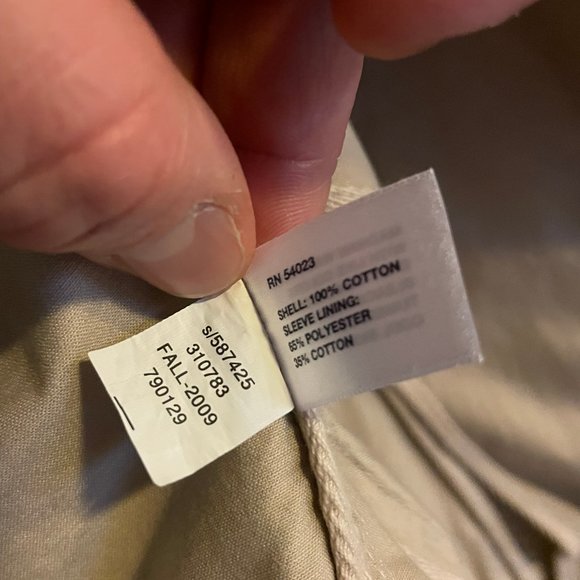 RN 54023
SHELL: 100% COTTON
SLEEVE LINING:
65% POLYESTER
35% COTTON
s/587425
310783
FALL-2009
790129